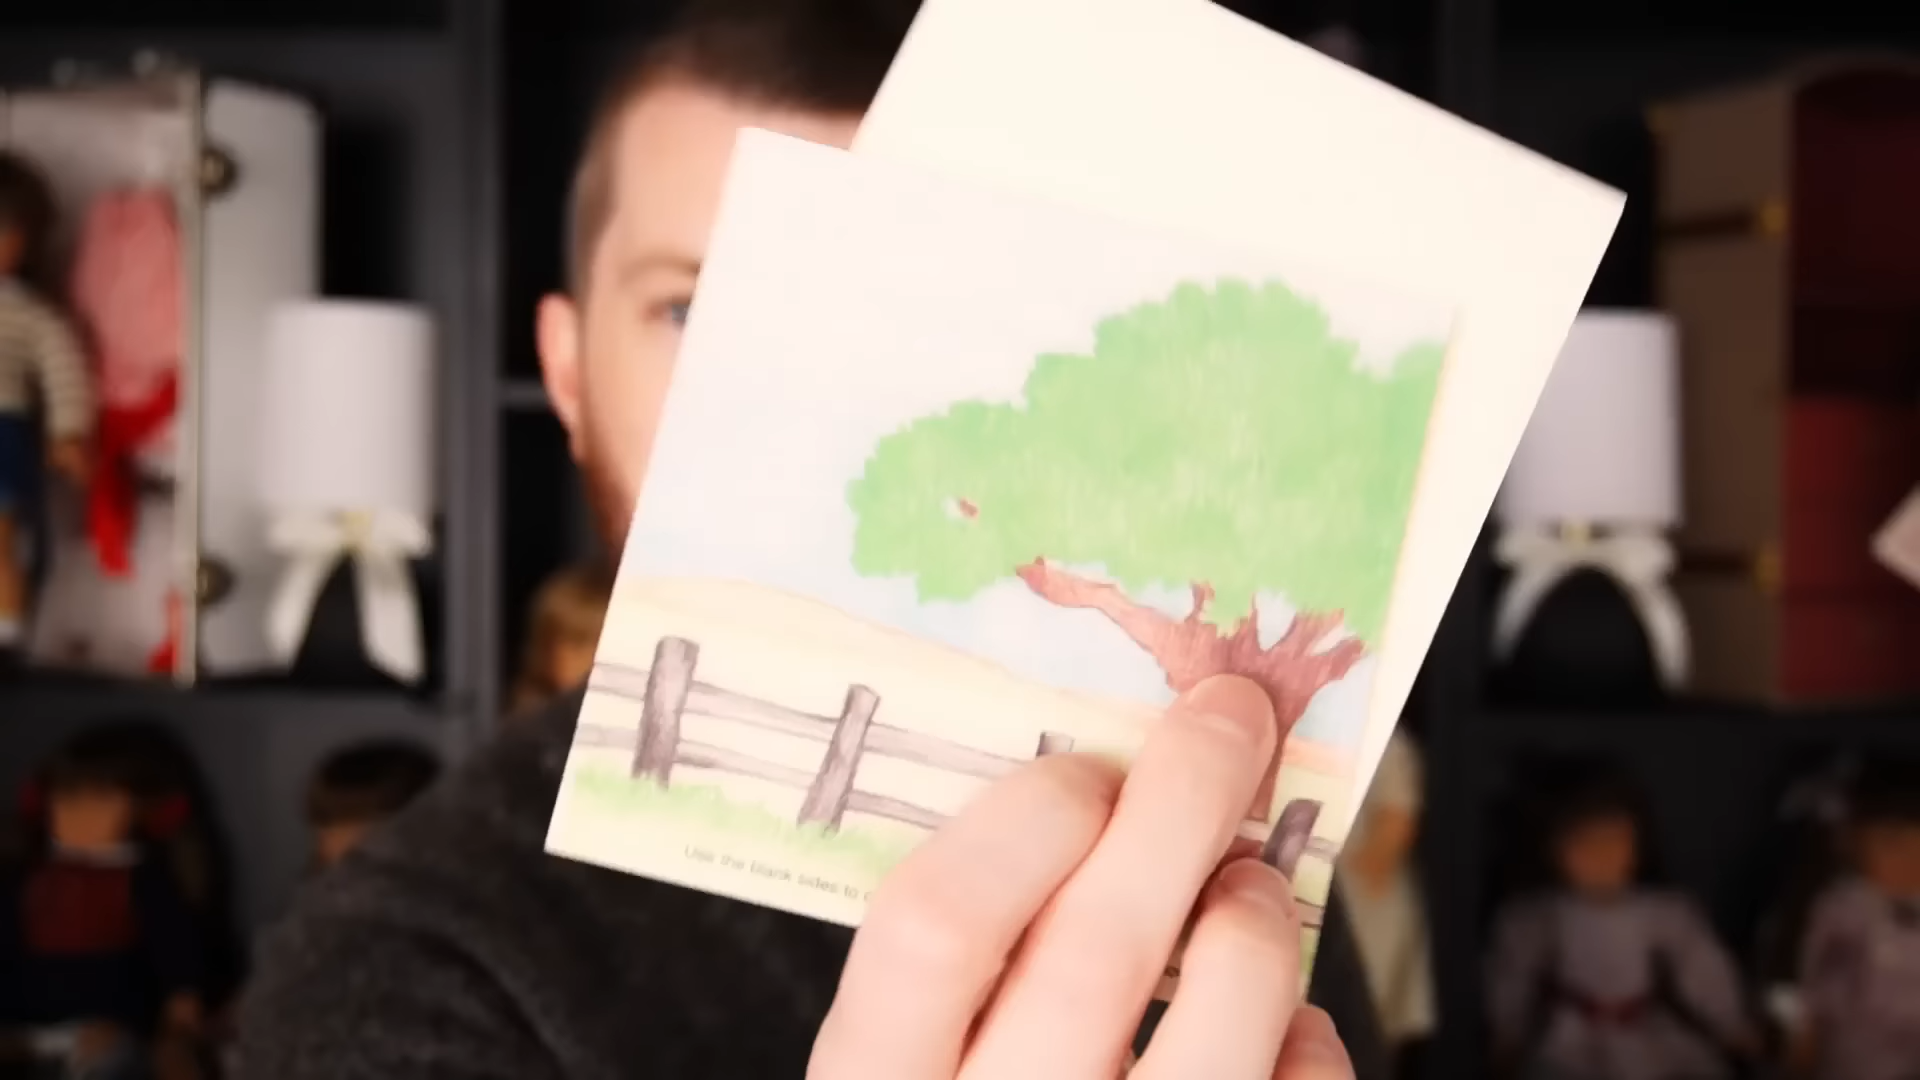 Use the blank sides to